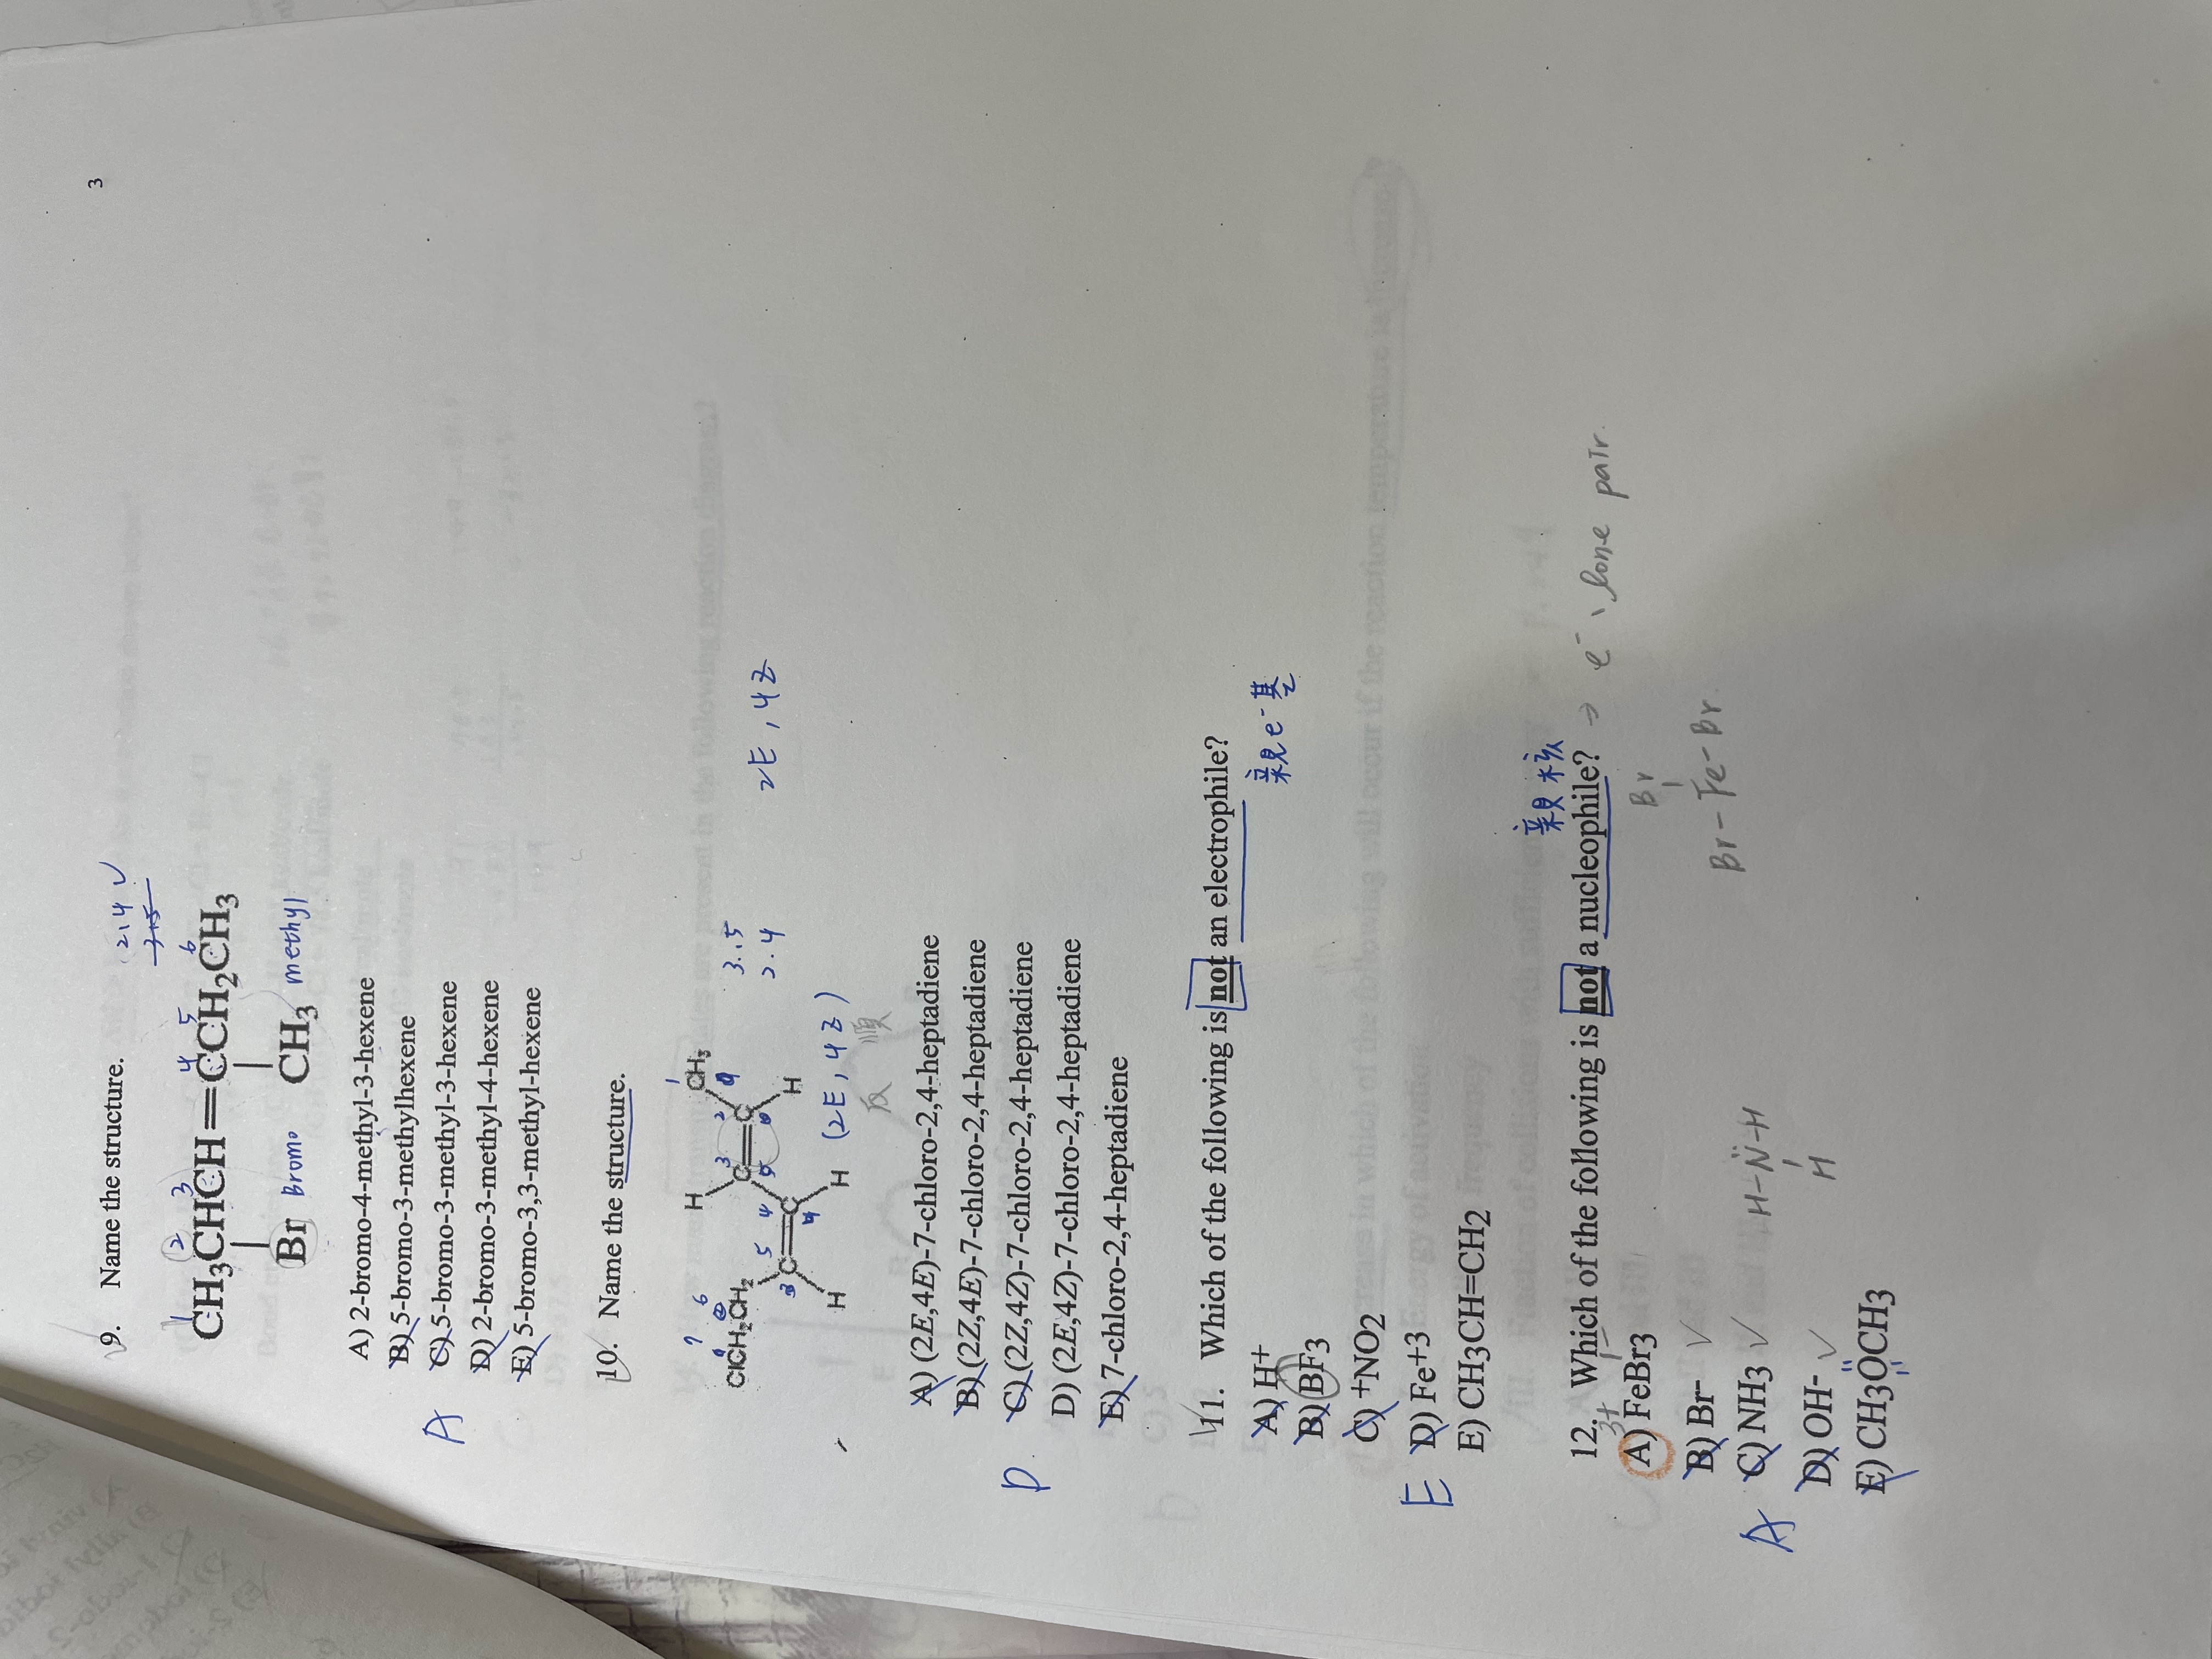 3
9. Name the structure.
2,4 ✓
3,5
1 2 3 4 5 6
CH3CHCH=CCH2CH3
Br Bromo CH3 methyl
A) 2-bromo-4-methyl-3-hexene
B) 5-bromo-3-methylhexene
A C) 5-bromo-3-methyl-3-hexene
D) 2-bromo-3-methyl-4-hexene
E) 5-bromo-3,3-methyl-hexene
10. Name the structure.
1
7 6 H CH3
ClCH2CH2 3 2
C=C 3.,5
5 4 2.4 2E, 4Z
C=C H
H H (2E, 4Z)
反 順
A) (2E,4E)-7-chloro-2,4-heptadiene
B) (2Z,4E)-7-chloro-2,4-heptadiene
D. C) (2Z,4Z)-7-chloro-2,4-heptadiene
D) (2E,4Z)-7-chloro-2,4-heptadiene
E) 7-chloro-2,4-heptadiene
11. Which of the following is not an electrophile?
親e⁻基
A) H+
B) BF3
C) +NO2
E D) Fe+3
E) CH3CH=CH2
親核
12. Which of the following is not a nucleophile? → e⁻、lone pair.
3+ 1-
A) FeBr3
Br
Br-Fe-Br
B) Br- ✓
A C) NH3 ✓ H-N-H
H
D) OH- ✓
E) CH3OCH3